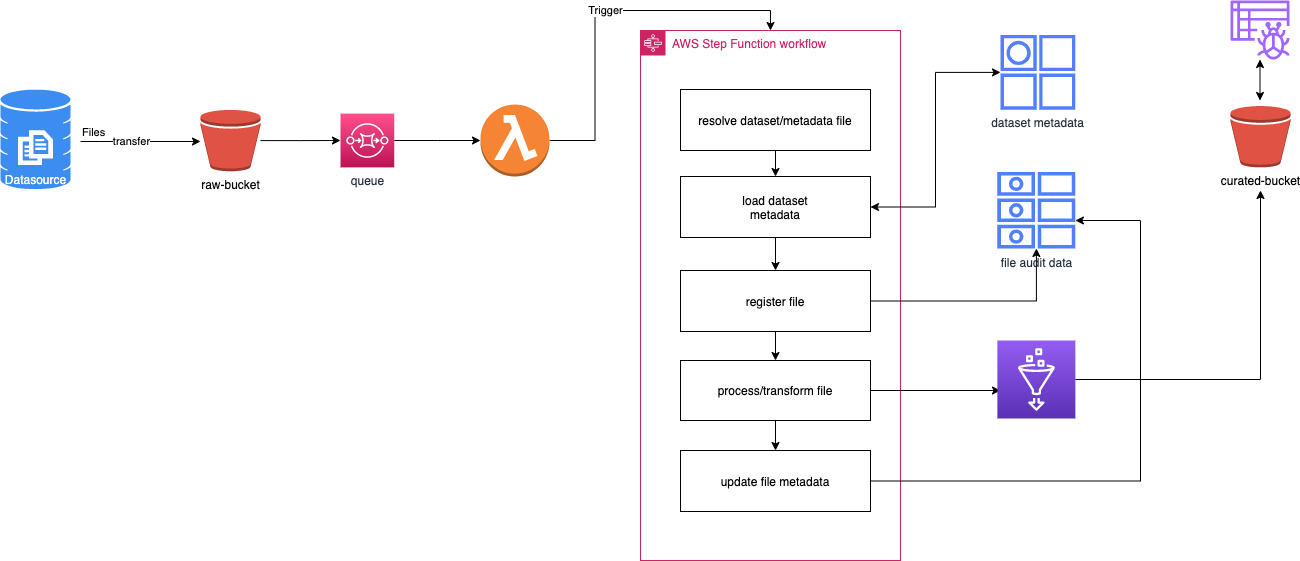 Trigger
AWS Step Function workflow
Files
transfer
Datasource
raw-bucket
queue
resolve dataset/metadata file
load dataset
metadata
register file
process/transform file
update file metadata
dataset metadata
file audit data
curated-bucket